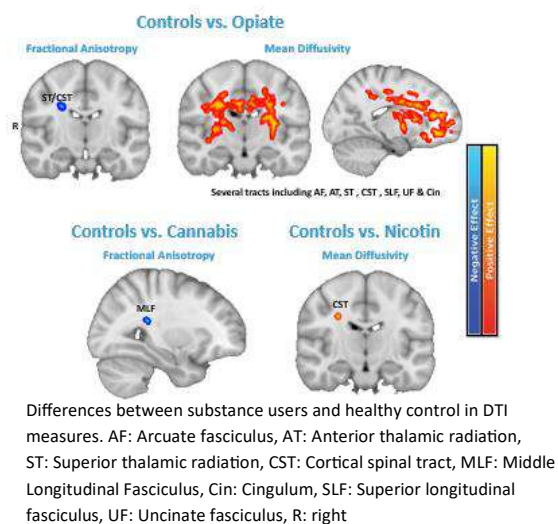 Controls vs. Opiate
Fractional Anisotropy
Mean Diffusivity
ST/CST
R
Several tracts including AF, AT, ST , CST , SLF, UF & Cin
Negative Effect
Positive Effect
Controls vs. Cannabis
Controls vs. Nicotin
Fractional Anisotropy
Mean Diffusivity
MLF
CST
Differences between substance users and healthy control in DTI
measures. AF: Arcuate fasciculus, AT: Anterior thalamic radiation,
ST: Superior thalamic radiation, CST: Cortical spinal tract, MLF: Middle
Longitudinal Fasciculus, Cin: Cingulum, SLF: Superior longitudinal
fasciculus, UF: Uncinate fasciculus, R: right